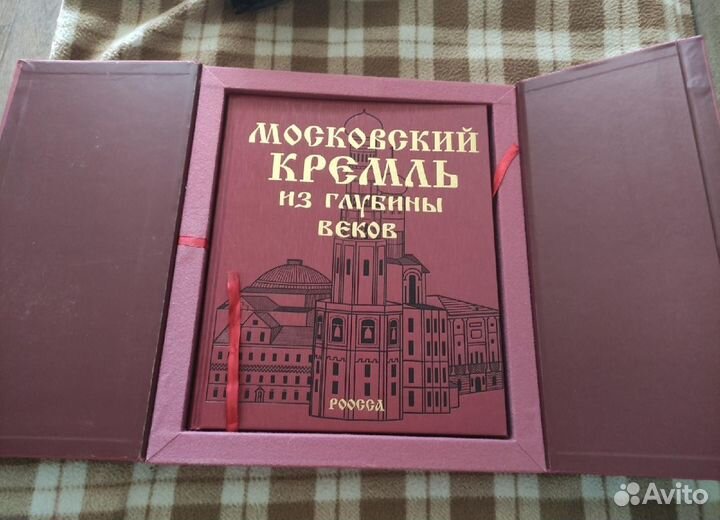 МОСКОВСКИЙ
КРЕМЛЬ
ИЗ ГЛУБИНЫ
ВЕКОВ
РООССА
Avito